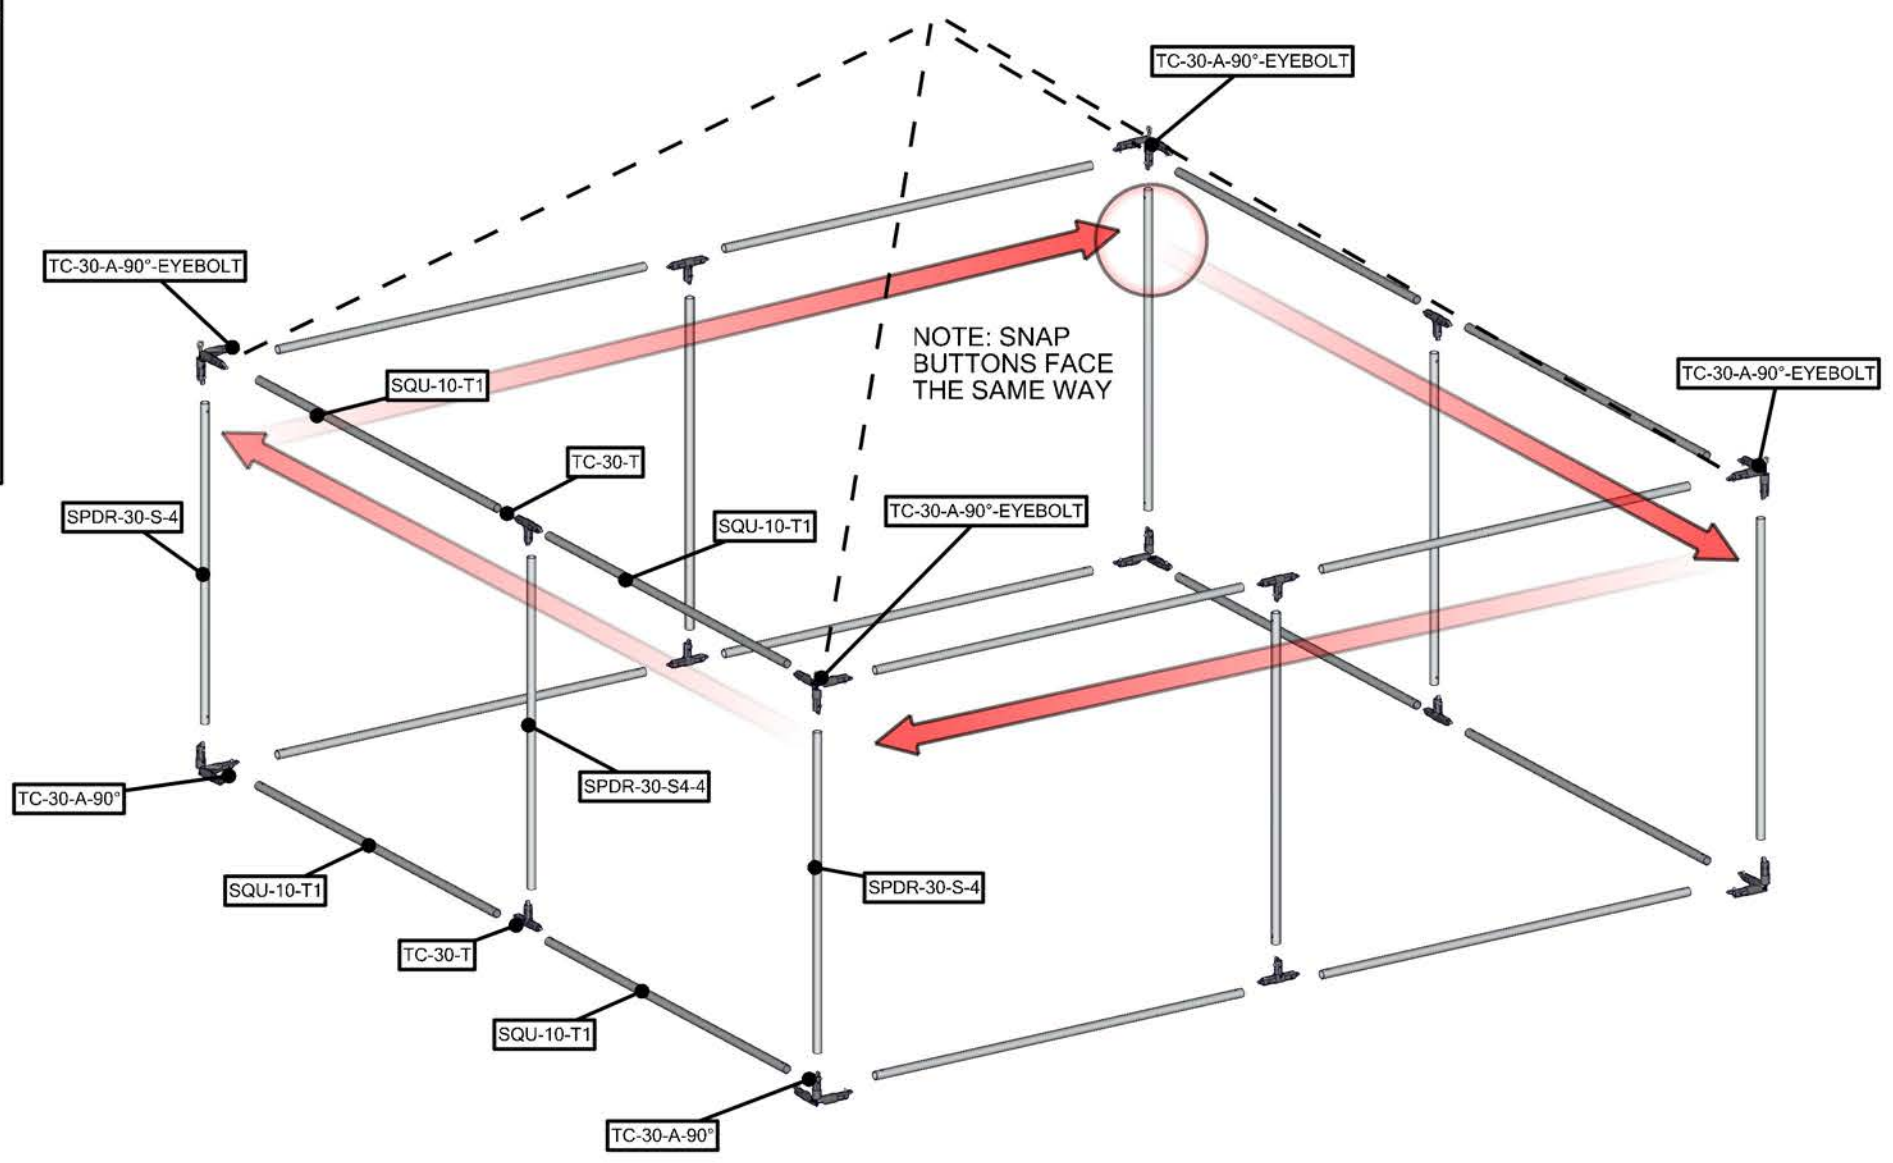 TC-30-A-90°-EYEBOLT
TC-30-A-90°-EYEBOLT
NOTE: SNAP
BUTTONS FACE
THE SAME WAY
TC-30-A-90°-EYEBOLT
SQU-10-T1
TC-30-T
SPDR-30-S-4
SQU-10-T1
TC-30-A-90°-EYEBOLT
SPDR-30-S4-4
TC-30-A-90°
SQU-10-T1
SPDR-30-S-4
TC-30-T
SQU-10-T1
TC-30-A-90°